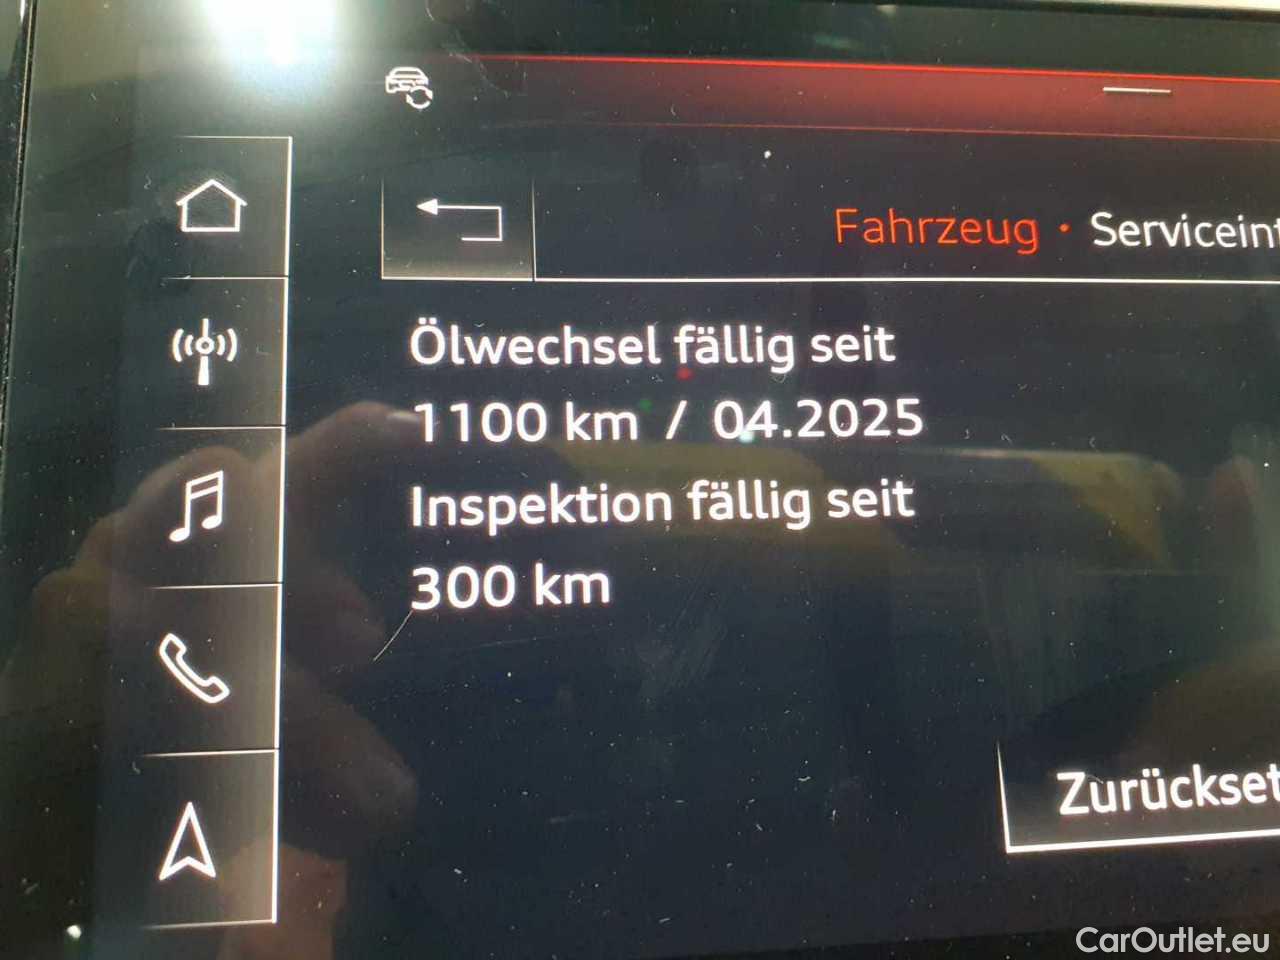 Fahrzeug · Serviceint
Ölwechsel fällig seit
1100 km / 04.2025
Inspektion fällig seit
300 km
Zurückset
CarOutlet.eu